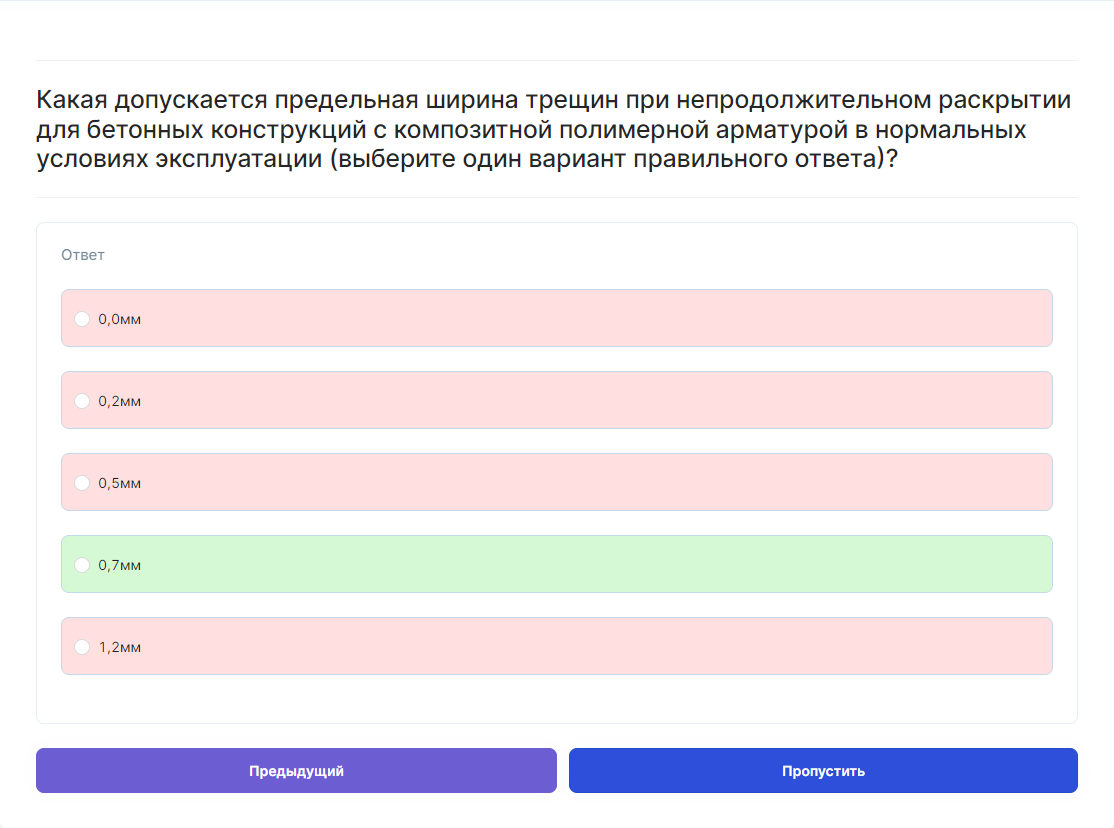 Какая допускается предельная ширина трещин при непродолжительном раскрытии
для бетонных конструкций с композитной полимерной арматурой в нормальных
условиях эксплуатации (выберите один вариант правильного ответа)?
Ответ
0,0мм
0,2мм
0,5мм
0,7мм
1,2мм
Предыдущий
Пропустить